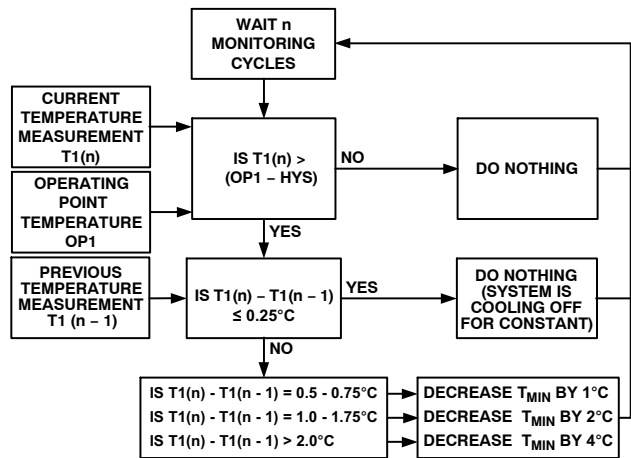 WAIT n
MONITORING
CYCLES
CURRENT
TEMPERATURE
MEASUREMENT
T1(n)
IS T1(n) >
(OP1 – HYS)
NO
DO NOTHING
OPERATING
POINT
TEMPERATURE
OP1
YES
PREVIOUS
TEMPERATURE
MEASUREMENT
T1 (n – 1)
IS T1(n) – T1(n – 1)
≤ 0.25°C
YES
DO NOTHING
(SYSTEM IS
COOLING OFF
FOR CONSTANT)
NO
IS T1(n) - T1(n - 1) = 0.5 - 0.75°C
DECREASE TMIN BY 1°C
IS T1(n) - T1(n - 1) = 1.0 - 1.75°C
DECREASE TMIN BY 2°C
IS T1(n) - T1(n - 1) > 2.0°C
DECREASE TMIN BY 4°C